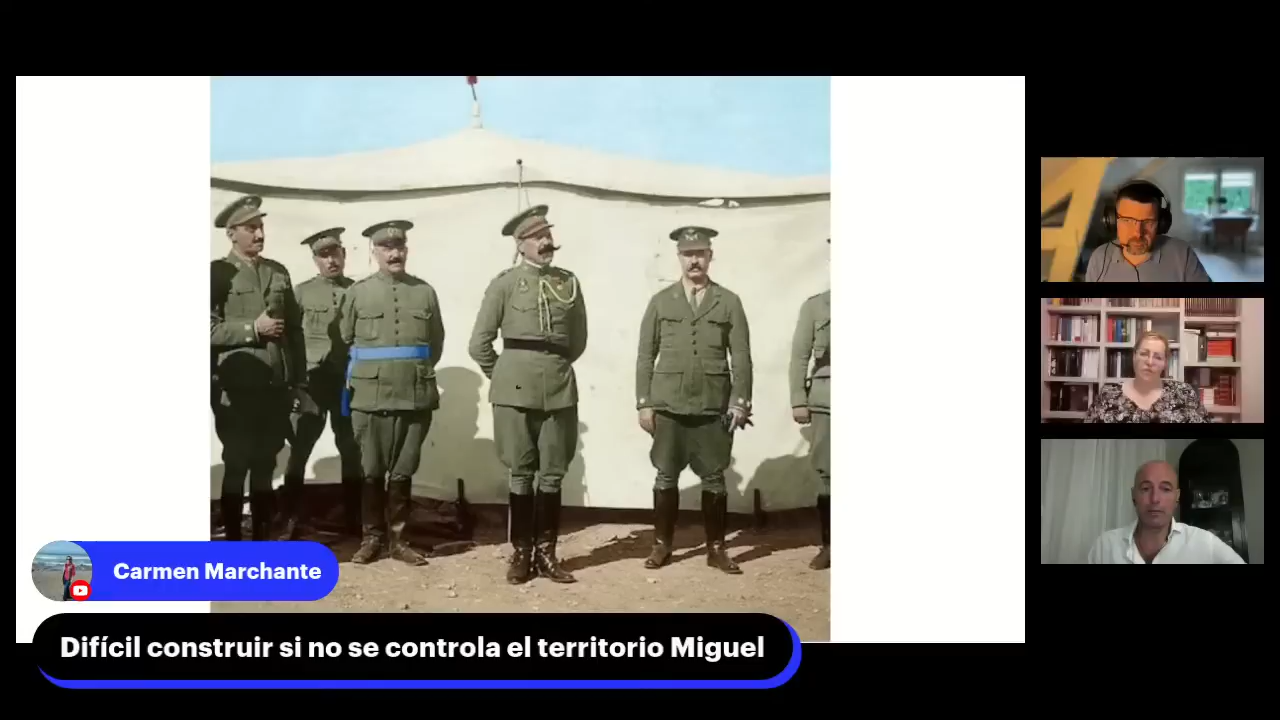 Carmen Marchante
Difícil construir si no se controla el territorio Miguel